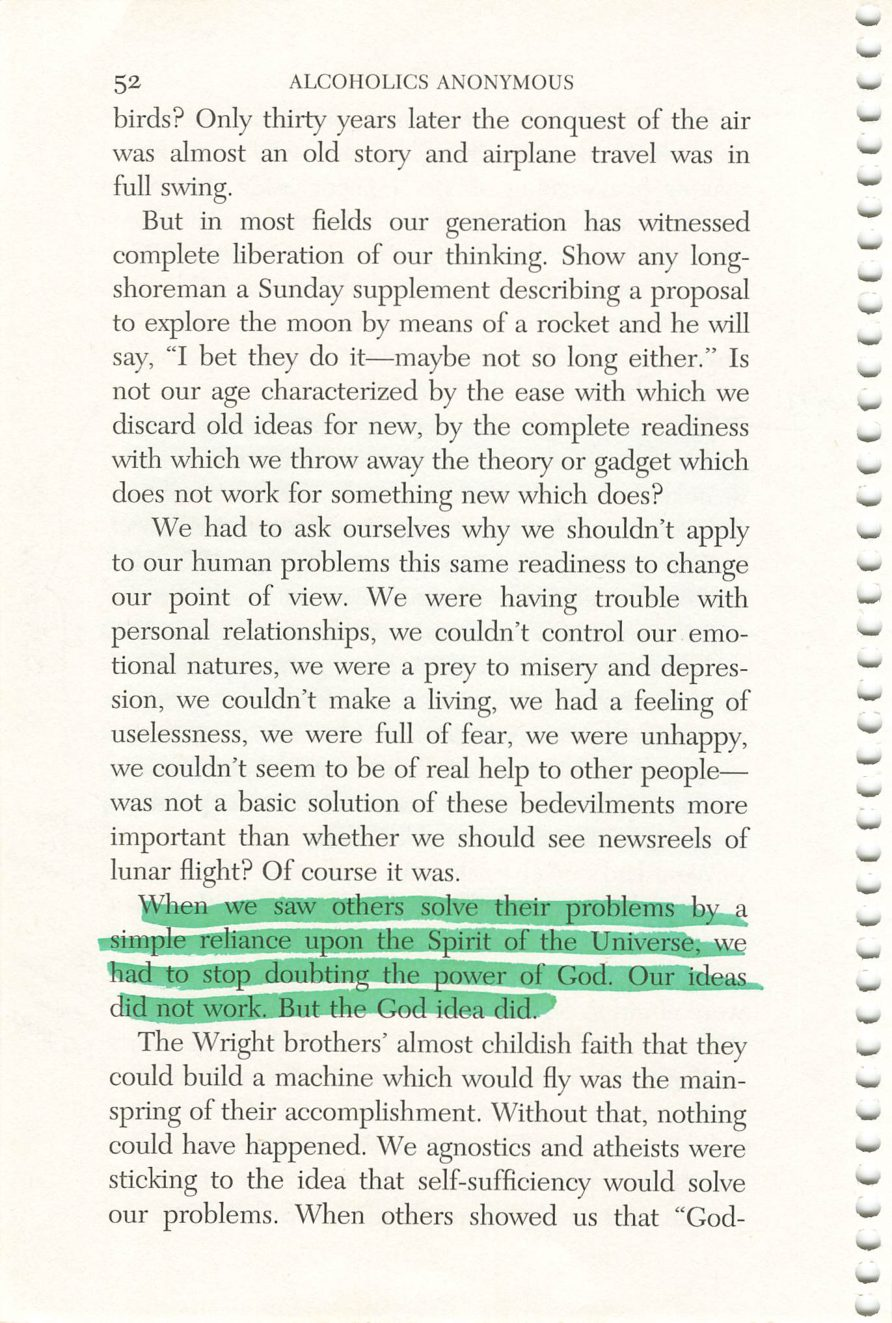 52 ALCOHOLICS ANONYMOUS
birds? Only thirty years later the conquest of the air
was almost an old story and airplane travel was in
full swing.
But in most fields our generation has witnessed
complete liberation of our thinking. Show any long-
shoreman a Sunday supplement describing a proposal
to explore the moon by means of a rocket and he will
say, “I bet they do it—maybe not so long either.” Is
not our age characterized by the ease with which we
discard old ideas for new, by the complete readiness
with which we throw away the theory or gadget which
does not work for something new which does?
We had to ask ourselves why we shouldn’t apply
to our human problems this same readiness to change
our point of view. We were having trouble with
personal relationships, we couldn’t control our emo-
tional natures, we were a prey to misery and depres-
sion, we couldn’t make a living, we had a feeling of
uselessness, we were full of fear, we were unhappy,
we couldn’t seem to be of real help to other people—
was not a basic solution of these bedevilments more
important than whether we should see newsreels of
lunar flight? Of course it was.
When we saw others solve their problems by a
simple reliance upon the Spirit of the Universe, we
had to stop doubting the power of God. Our ideas
did not work. But the God idea did.
The Wright brothers’ almost childish faith that they
could build a machine which would fly was the main-
spring of their accomplishment. Without that, nothing
could have happened. We agnostics and atheists were
sticking to the idea that self-sufficiency would solve
our problems. When others showed us that “God-